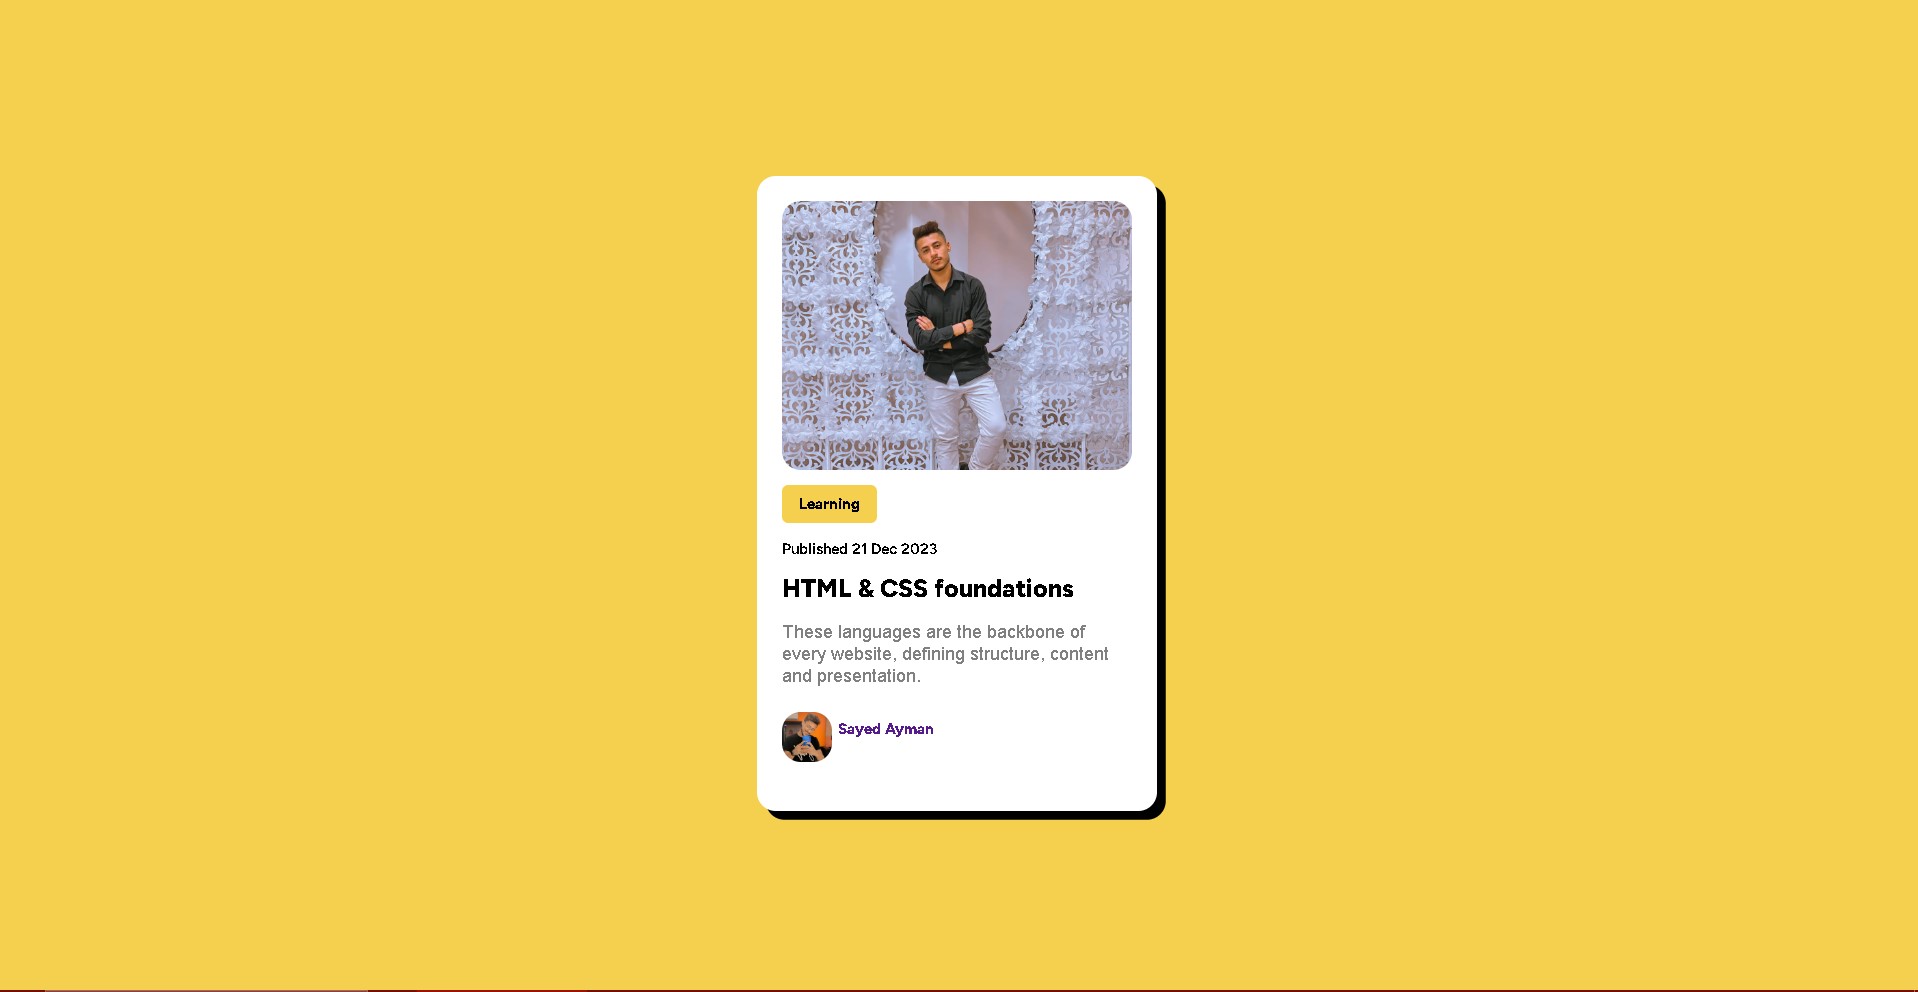 Learning
Published 21 Dec 2023
HTML & CSS foundations
These languages are the backbone of
every website, defining structure, content
and presentation.
Sayed Ayman